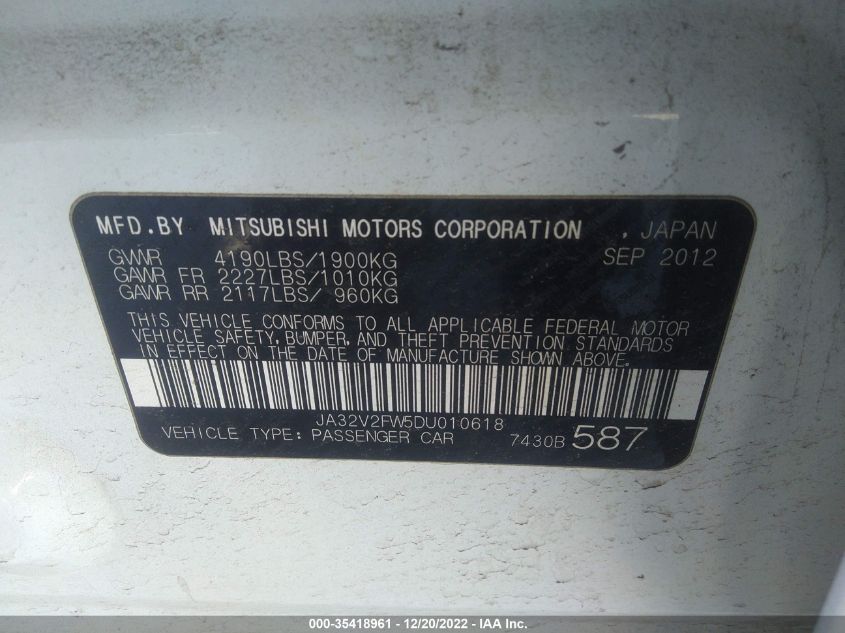 MFD.BY MITSUBISHI MOTORS CORPORATION , JAPAN
GVWR 4190LBS/1900KG SEP 2012
GAWR FR 2227LBS/1010KG
GAWR RR 2117LBS/ 960KG
THIS VEHICLE CONFORMS TO ALL APPLICABLE FEDERAL MOTOR
VEHICLE SAFETY, BUMPER, AND THEFT PREVENTION STANDARDS
IN EFFECT ON THE DATE OF MANUFACTURE SHOWN ABOVE.
JA32V2FW5DU010618
VEHICLE TYPE: PASSENGER CAR 7430B 587
000-35418961 - 12/20/2022 - IAA Inc.